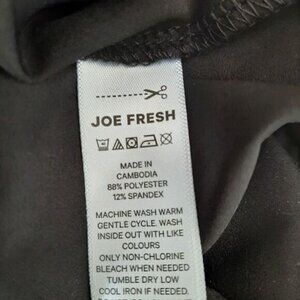 JOE FRESH
MADE IN
CAMBODIA
88% POLYESTER
12% SPANDEX
MACHINE WASH WARM
GENTLE CYCLE. WASH
INSIDE OUT WITH LIKE
COLOURS
ONLY NON-CHLORINE
BLEACH WHEN NEEDED
TUMBLE DRY LOW
COOL IRON IF NEEDED.